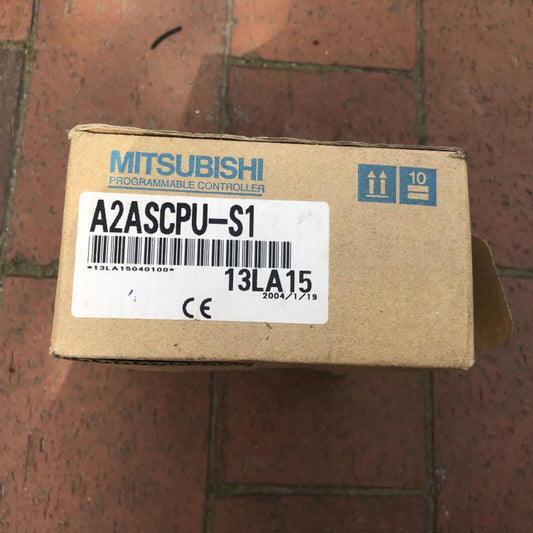 MITSUBISHI
PROGRAMMABLE CONTROLLER
10
A2ASCPU-S1
*13LA15040100*
13LA15
2004/1/19
CE